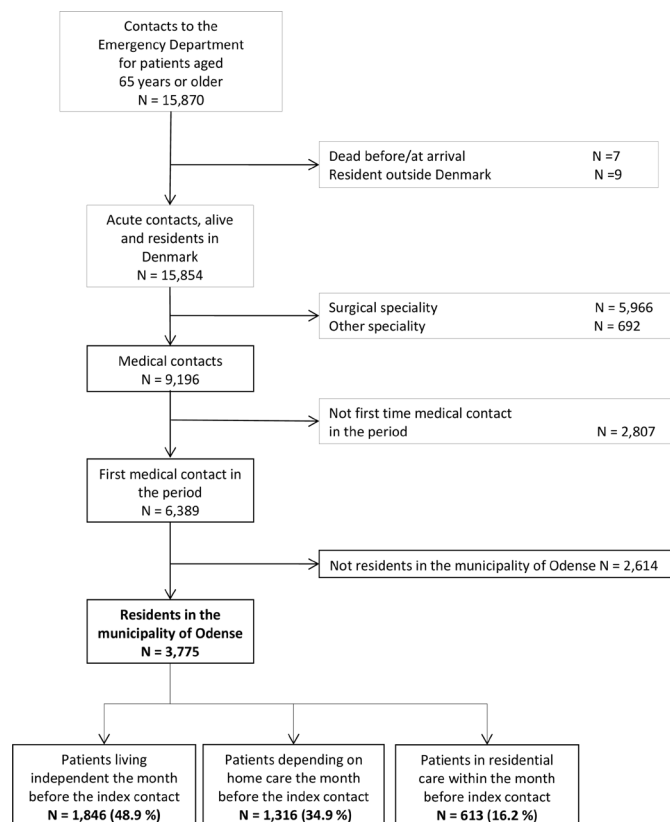 Contacts to the
Emergency Department
for patients aged
65 years or older
N = 15,870
Dead before/at arrival N =7
Resident outside Denmark N =9
Acute contacts, alive
and residents in
Denmark
N = 15,854
Surgical speciality N = 5,966
Other speciality N = 692
Medical contacts
N = 9,196
Not first time medical contact
in the period N = 2,807
First medical contact in
the period
N = 6,389
Not residents in the municipality of Odense N = 2,614
Residents in the
municipality of Odense
N = 3,775
Patients living
independent the month
before the index contact
N = 1,846 (48.9 %)
Patients depending on
home care the month
before the index contact
N = 1,316 (34.9 %)
Patients in residential
care within the month
before index contact
N = 613 (16.2 %)